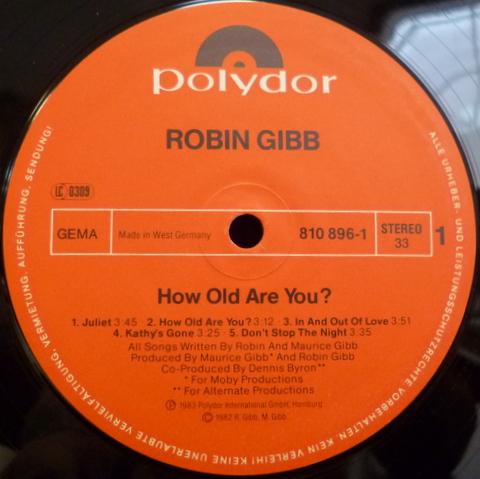 polydor
ROBIN GIBB
LC 0309
GEMA
Made in West Germany
810 896-1
STEREO
33
1
How Old Are You?
1. Juliet 3:45 · 2. How Old Are You? 3:12 · 3. In And Out Of Love 3:51
4. Kathy's Gone 3:25 · 5. Don't Stop The Night 3:35
All Songs Written By Robin And Maurice Gibb
Produced By Maurice Gibb* And Robin Gibb
Co-Produced By Dennis Byron**
* For Moby Productions
** For Alternate Productions
Ⓟ 1983 Polydor International GmbH, Hamburg
© 1982 R. Gibb, M. Gibb
ALLE URHEBER- UND LEISTUNGSSCHUTZRECHTE VORBEHALTEN. KEIN VERLEIH! KEINE UNERLAUBTE VERVIELFÄLTIGUNG, VERMIETUNG, AUFFÜHRUNG, SENDUNG!